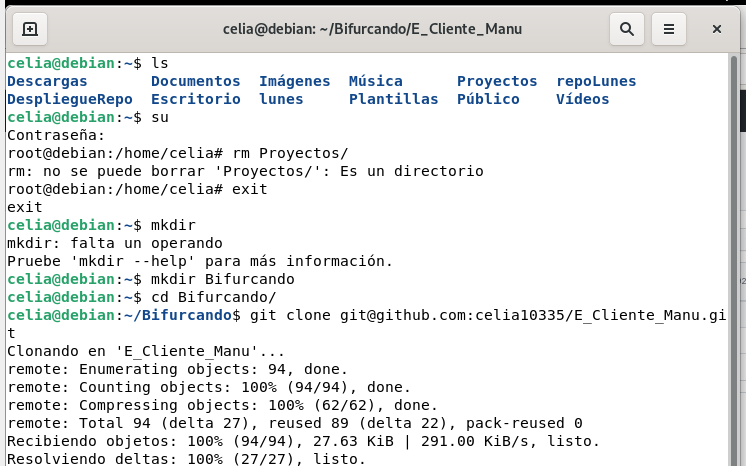 celia@debian: ~/Bifurcando/E_Cliente_Manu
celia@debian:~$ ls
Descargas Documentos Imágenes Música Proyectos repoLunes
DespliegueRepo Escritorio lunes Plantillas Público Vídeos
celia@debian:~$ su
Contraseña:
root@debian:/home/celia# rm Proyectos/
rm: no se puede borrar 'Proyectos/': Es un directorio
root@debian:/home/celia# exit
exit
celia@debian:~$ mkdir
mkdir: falta un operando
Pruebe 'mkdir --help' para más información.
celia@debian:~$ mkdir Bifurcando
celia@debian:~$ cd Bifurcando/
celia@debian:~/Bifurcando$ git clone git@github.com:celia10335/E_Cliente_Manu.gi
t
Clonando en 'E_Cliente_Manu'...
remote: Enumerating objects: 94, done.
remote: Counting objects: 100% (94/94), done.
remote: Compressing objects: 100% (62/62), done.
remote: Total 94 (delta 27), reused 89 (delta 22), pack-reused 0
Recibiendo objetos: 100% (94/94), 27.63 KiB | 291.00 KiB/s, listo.
Resolviendo deltas: 100% (27/27), listo.